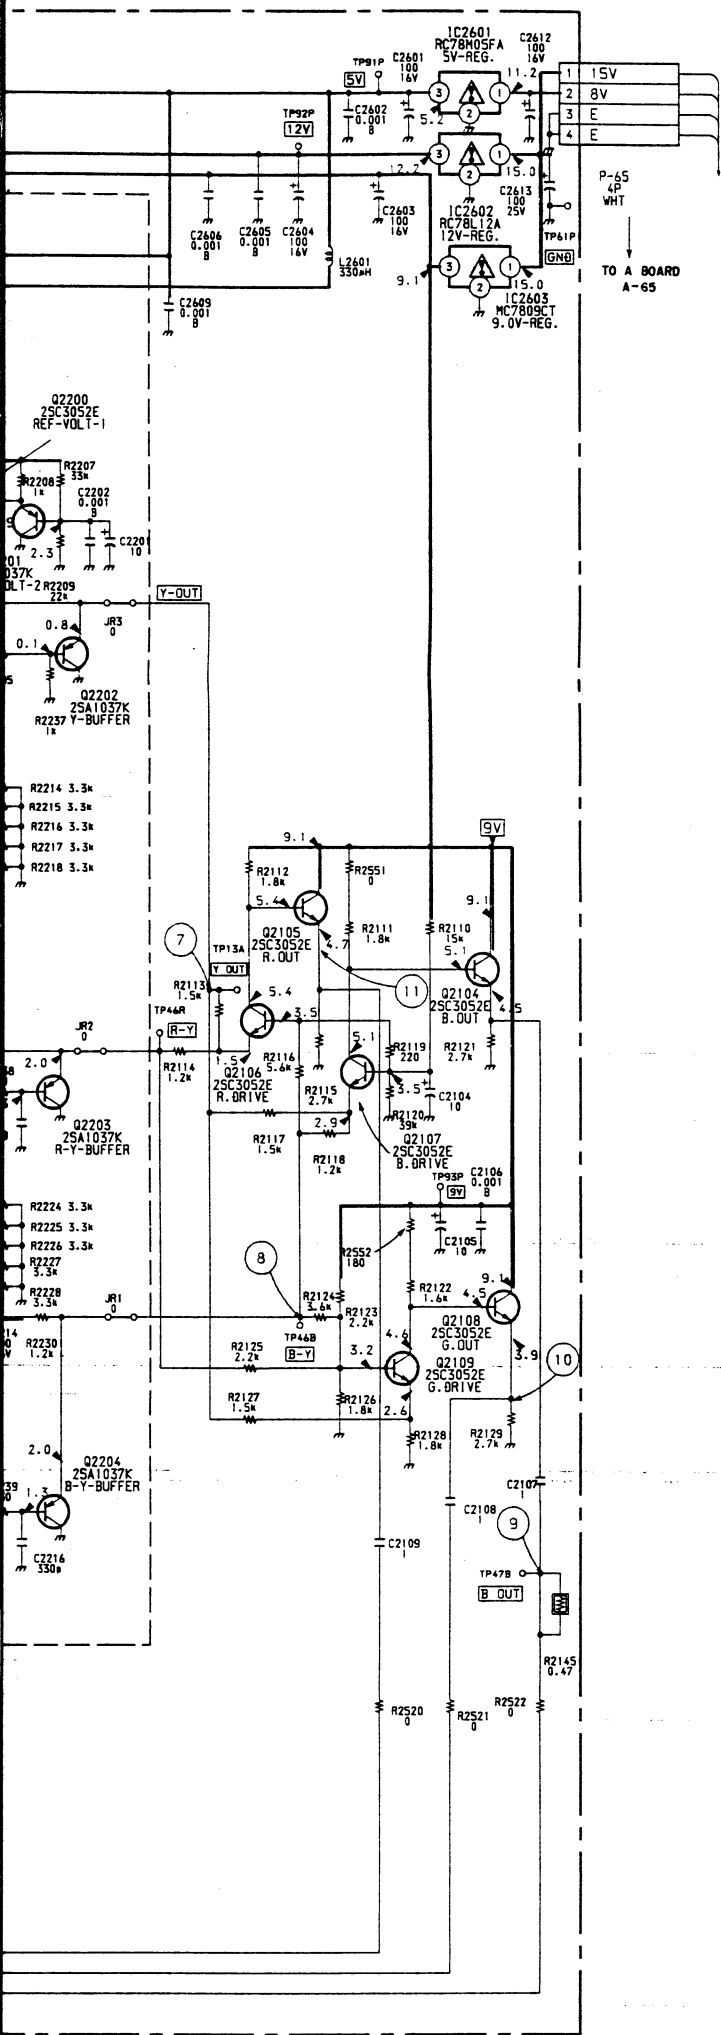 IC2601
RC78M05FA
5V-REG.
C2612
100
16V
C2601
100
16V
TP91P
5V
11.2
1 15V
2 8V
3 E
4 E
C2602
0.001
B
3
1
2
5.2
TP92P
12V
12.2
3
1
2
15.0
C2613
100
25V
P-65
4P
WHT
C2606
0.001
B
C2605
0.001
B
C2604
100
16V
C2603
100
16V
IC2602
RC78L12A
12V-REG.
TP61P
GND
L2601
330μH
9.1
3
1
2
15.0
TO A BOARD
A-65
IC2603
MC7809CT
9.0V-REG.
C2609
0.001
B
Q2200
2SC3052E
REF-VOLT-1
R2207
33k
R2208
1k
C2202
0.001
B
C2201
10
2.3
201
037K
OLT-2
R2209
22k
Y-OUT
JR3
0
0.8
0.1
Q2202
2SA1037K
Y-BUFFER
R2237
1k
R2214 3.3k
R2215 3.3k
R2216 3.3k
R2217 3.3k
R2218 3.3k
9.1
9V
R2112
1.8k
R2551
0
5.4
9.1
Q2105
2SC3052E
R.OUT
4.7
R2111
1.8k
R2110
15k
5.1
7
TP13A
Y OUT
11
Q2104
2SC3052E
B.OUT
4.5
R2113
1.5k
5.4
TP46R
R-Y
JR2
0
3.5
5.1
R2119
220
R2121
2.7k
2.0
R2114
1.2k
1.5
Q2106
2SC3052E
R.DRIVE
R2116
5.6k
R2115
2.7k
3.5
C2104
10
R2120
39k
Q2203
2SA1037K
R-Y-BUFFER
R2117
1.5k
2.9
R2118
1.2k
Q2107
2SC3052E
B.DRIVE
TP93P
9V
C2106
0.001
B
R2224 3.3k
R2225 3.3k
R2226 3.3k
R2227
3.3k
R2228
3.3k
C2105
10
R2552
180
8
9.1
JR1
0
R2124
3.6k
R2122
1.6k
4.5
R2123
2.2k
Q2108
2SC3052E
G.OUT
R2230
1.2k
TP46B
B-Y
4.6
3.9
10
R2125
2.2k
3.2
Q2109
2SC3052E
G.DRIVE
R2127
1.5k
R2126
1.8k
2.6
R2128
1.8k
R2129
2.7k
2.0
Q2204
2SA1037K
B-Y-BUFFER
1.3
C2107
1
C2108
1
9
C2216
330p
C2109
1
TP47B
B OUT
R2145
0.47
R2520
0
R2521
0
R2522
0